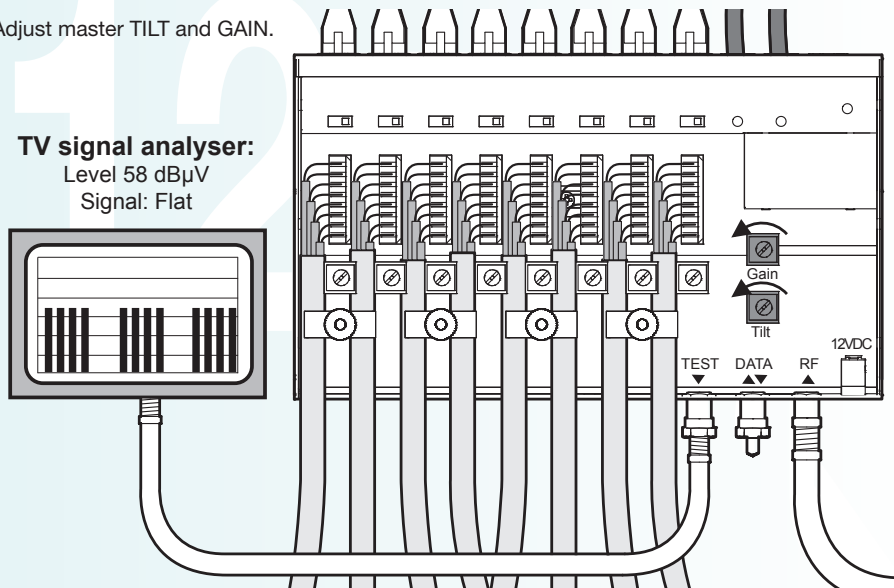 Adjust master TILT and GAIN.
12
TV signal analyser:
Level 58 dBµV
Signal: Flat
Gain
Tilt
12VDC
TEST DATA RF